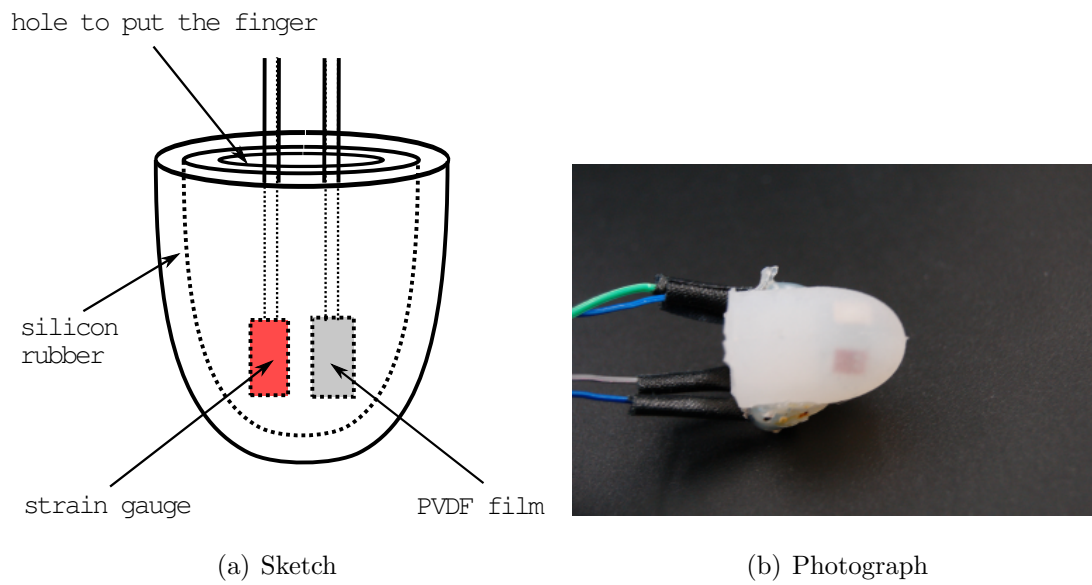 hole to put the finger
silicon
rubber
strain gauge
PVDF film
(a) Sketch
(b) Photograph